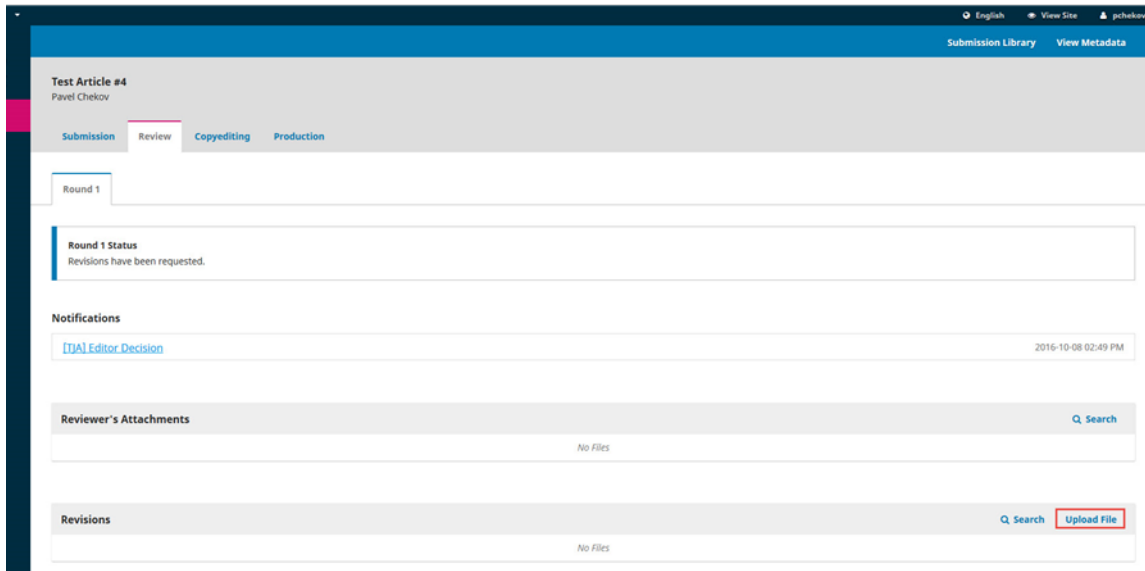 English View Site pchekov
Submission Library View Metadata
Test Article #4
Pavel Chekov
Submission Review Copyediting Production
Round 1
Round 1 Status
Revisions have been requested.
Notifications
[TJA] Editor Decision 2016-10-08 02:49 PM
Reviewer's Attachments Search
No Files
Revisions Search Upload File
No Files